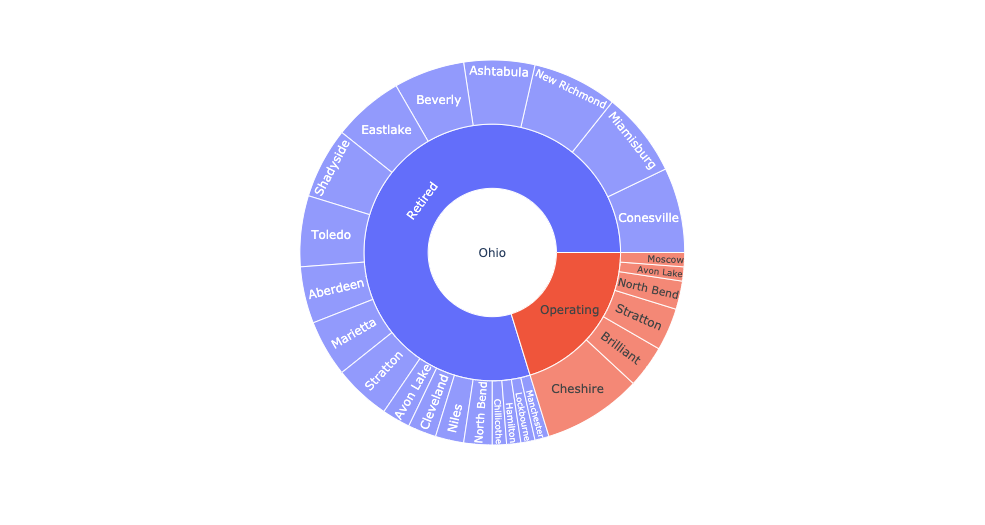 Ashtabula
New Richmond
Beverly
Miamisburg
Eastlake
Shadyside
Retired
Conesville
Toledo
Ohio
Moscow
Avon Lake
Aberdeen
North Bend
Operating
Stratton
Marietta
Brilliant
Stratton
Cheshire
Avon Lake
Cleveland
Niles
North Bend
Chillicothe
Hamilton
Lockbourne
Manchester